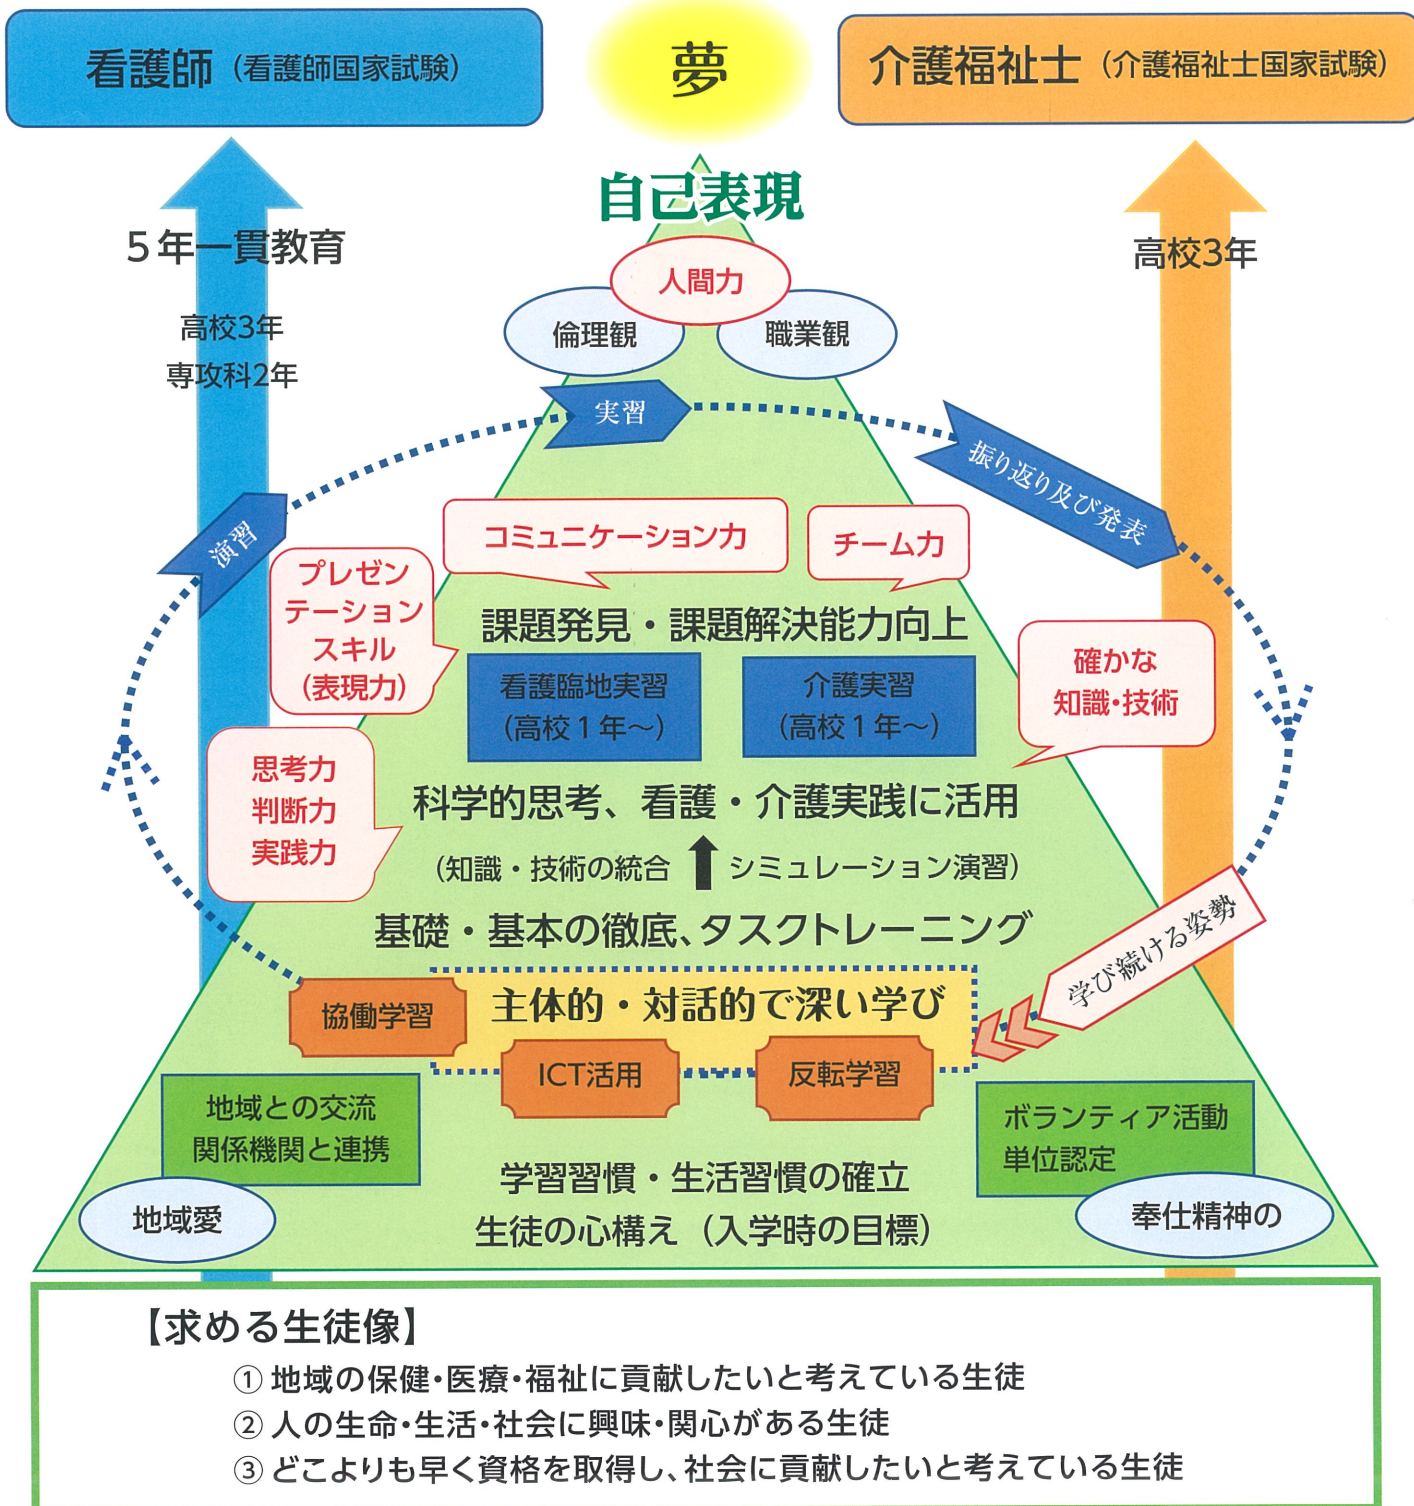 看護師（看護師国家試験）
夢
介護福祉士（介護福祉士国家試験）
自己表現
5年一貫教育
高校3年
専攻科2年
高校3年
人間力
倫理観
職業観
実習
振り返り及び発表
演習
コミュニケーション力
チーム力
プレゼン
テーション
スキル
（表現力）
課題発見・課題解決能力向上
看護臨地実習
（高校１年～）
介護実習
（高校１年～）
確かな
知識・技術
思考力
判断力
実践力
科学的思考、看護・介護実践に活用
（知識・技術の統合
シミュレーション演習）
基礎・基本の徹底、タスクトレーニング
学び続ける姿勢
主体的・対話的で深い学び
協働学習
ICT活用
反転学習
地域との交流
関係機関と連携
ボランティア活動
単位認定
地域愛
奉仕精神の
学習習慣・生活習慣の確立
生徒の心構え（入学時の目標）
【求める生徒像】
① 地域の保健・医療・福祉に貢献したいと考えている生徒
② 人の生命・生活・社会に興味・関心がある生徒
③ どこよりも早く資格を取得し、社会に貢献したいと考えている生徒